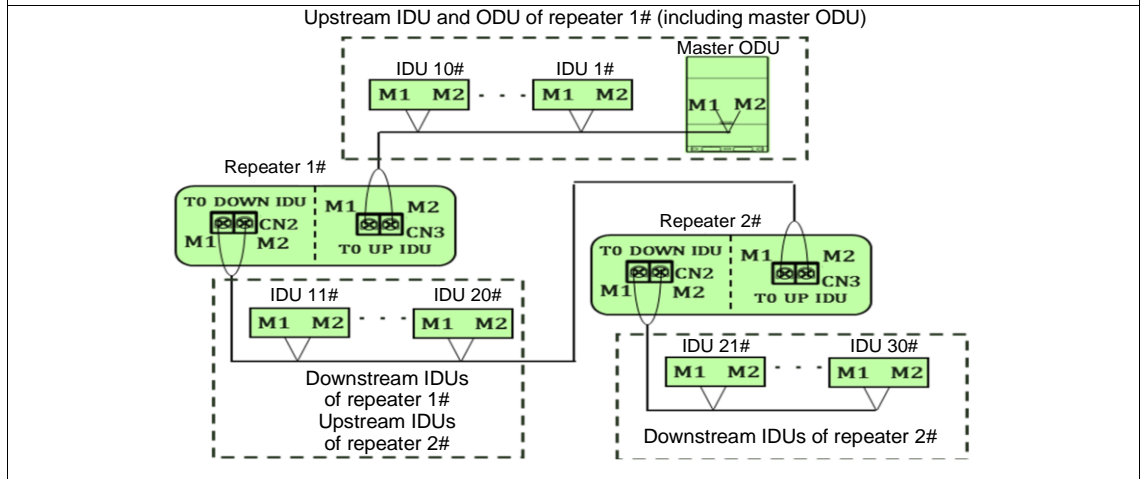 Upstream IDU and ODU of repeater 1# (including master ODU)
Master ODU
IDU 10#
IDU 1#
M1 M2 - - - M1 M2
M1 M2
Repeater 1#
TO DOWN IDU
CN2
M1 M2
M1 M2
CN3
TO UP IDU
Repeater 2#
TO DOWN IDU
CN2
M1 M2
M1 M2
CN3
TO UP IDU
IDU 11#
IDU 20#
M1 M2 - - - M1 M2
Downstream IDUs
of repeater 1#
Upstream IDUs
of repeater 2#
IDU 21#
IDU 30#
M1 M2 - - - M1 M2
Downstream IDUs of repeater 2#